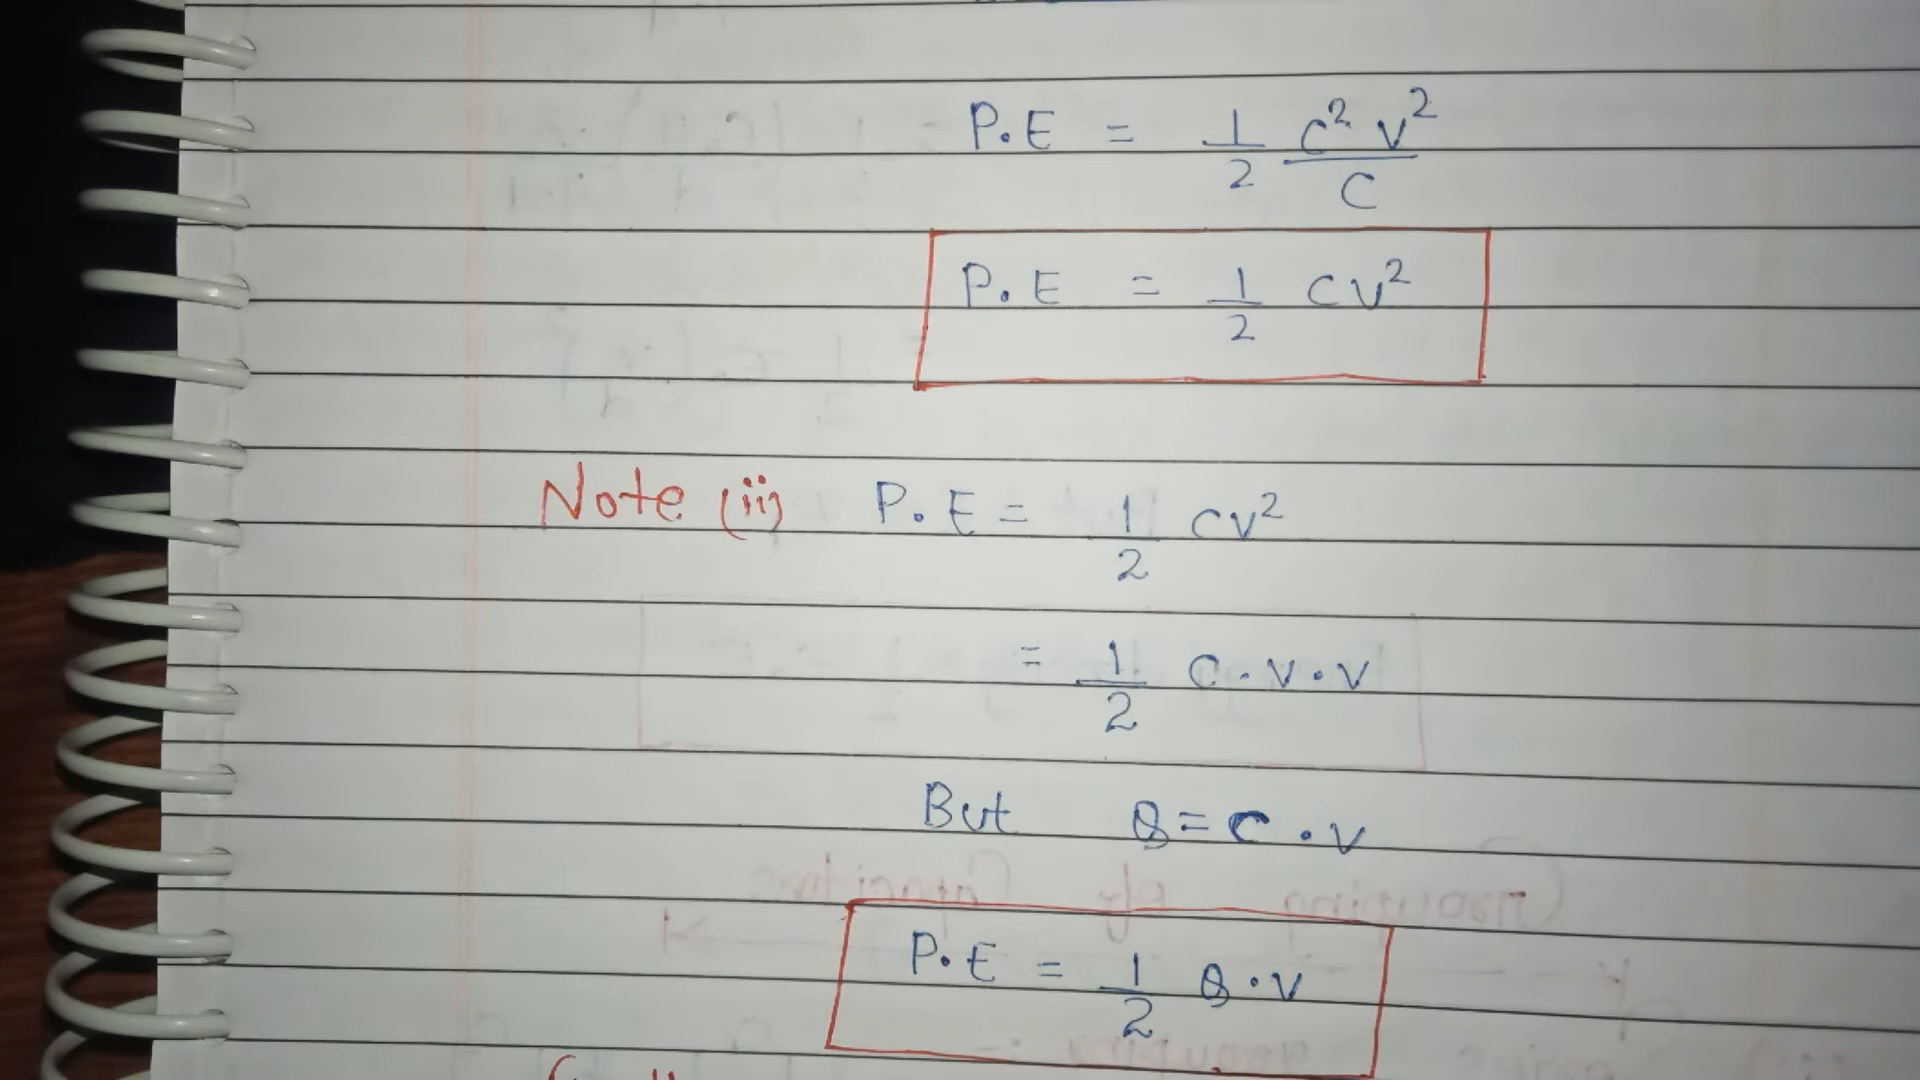 P.E = 1/2 C²V²/C
P.E = 1/2 CV²
Note (ii) P.E = 1/2 CV²
= 1/2 C.V.V
But Q = C.V
P.E = 1/2 Q.V